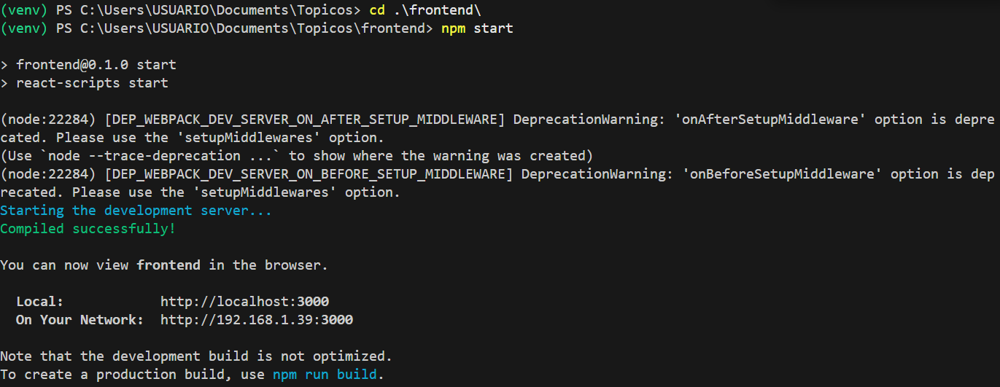 (venv) PS C:\Users\USUARIO\Documents\Topicos> cd .\frontend\
(venv) PS C:\Users\USUARIO\Documents\Topicos\frontend> npm start
> frontend@0.1.0 start
> react-scripts start
(node:22284) [DEP_WEBPACK_DEV_SERVER_ON_AFTER_SETUP_MIDDLEWARE] DeprecationWarning: 'onAfterSetupMiddleware' option is depre
cated. Please use the 'setupMiddlewares' option.
(Use `node --trace-deprecation ...` to show where the warning was created)
(node:22284) [DEP_WEBPACK_DEV_SERVER_ON_BEFORE_SETUP_MIDDLEWARE] DeprecationWarning: 'onBeforeSetupMiddleware' option is dep
recated. Please use the 'setupMiddlewares' option.
Starting the development server...
Compiled successfully!
You can now view frontend in the browser.
Local: http://localhost:3000
On Your Network: http://192.168.1.39:3000
Note that the development build is not optimized.
To create a production build, use npm run build.